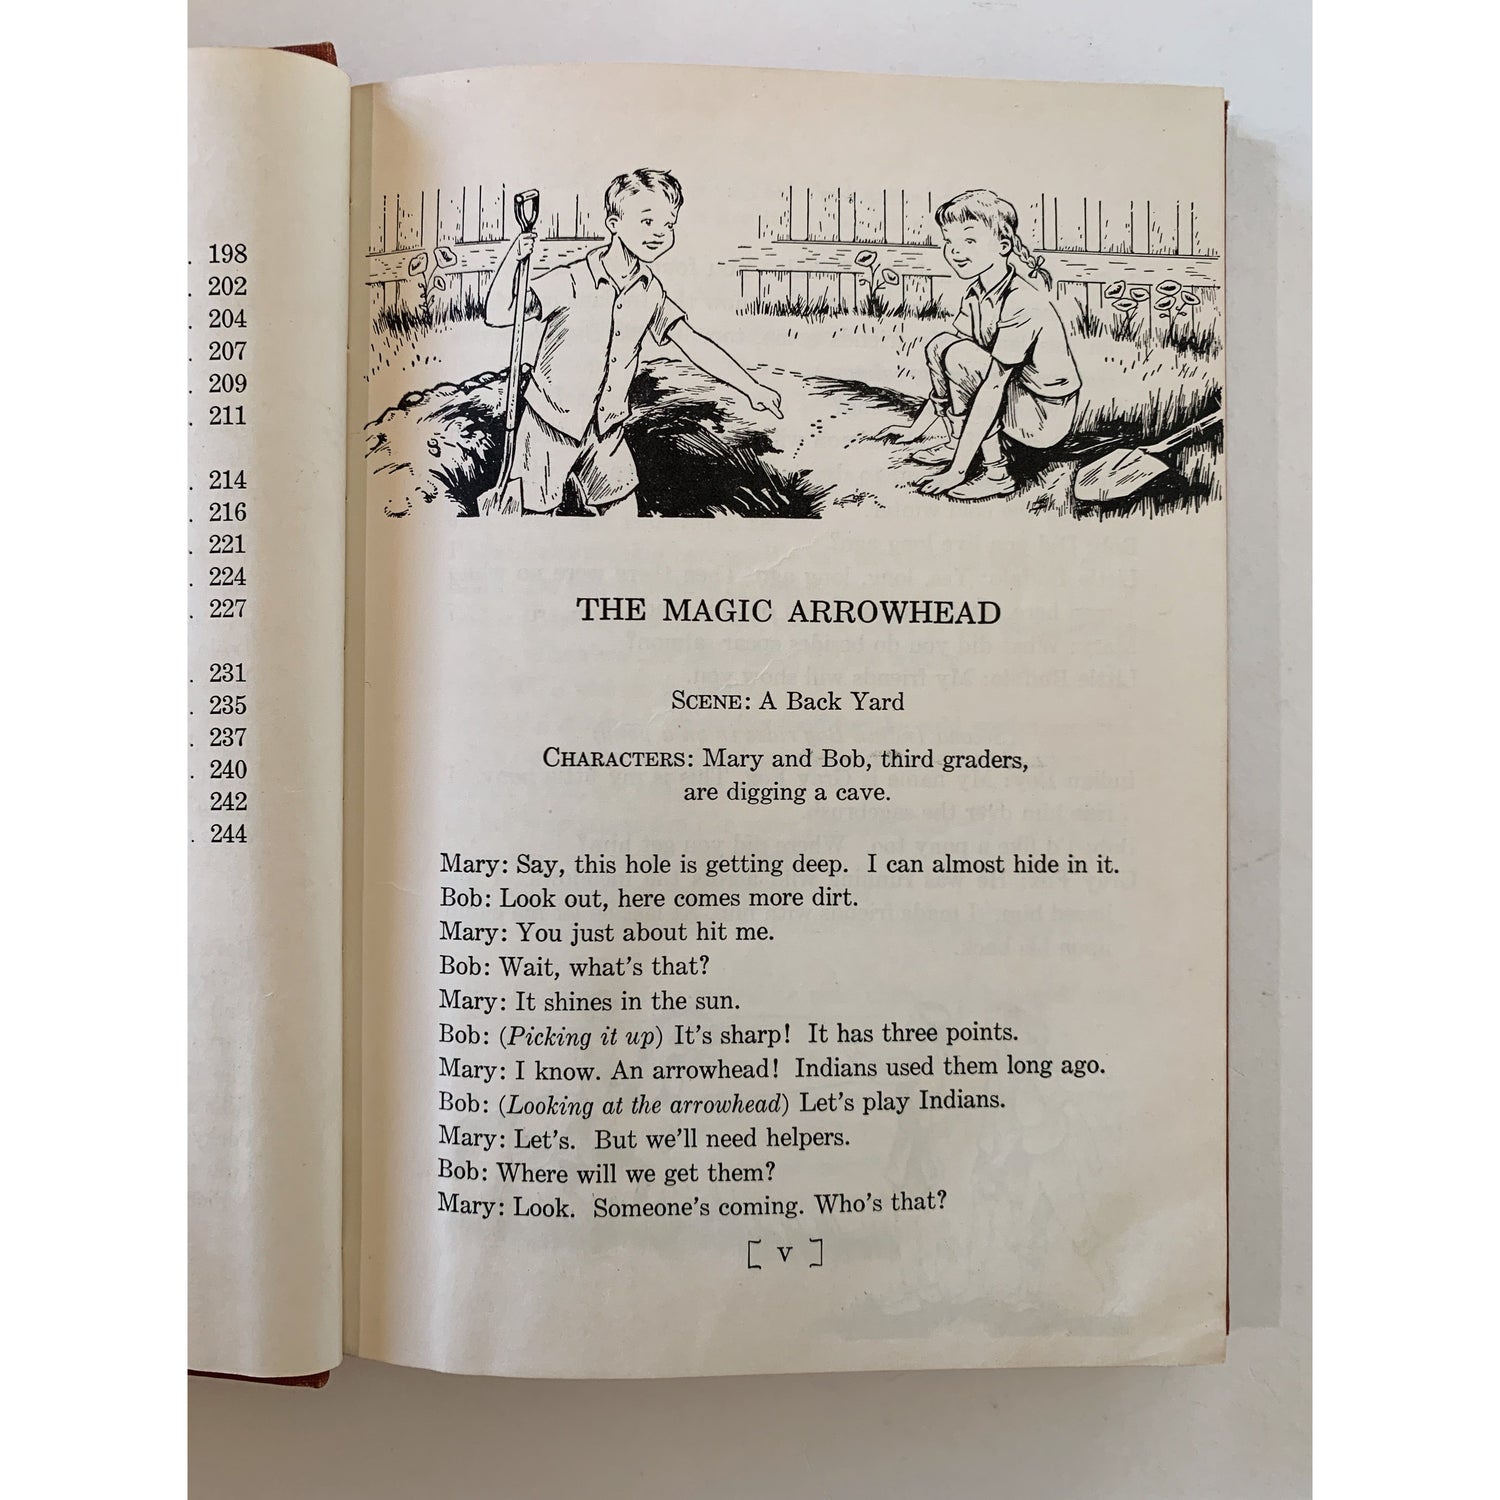 . 198
. 202
. 204
. 207
. 209
. 211
. 214
. 216
. 221
. 224
. 227
. 231
. 235
. 237
. 240
242
. 244
THE MAGIC ARROWHEAD
SCENE: A Back Yard
CHARACTERS: Mary and Bob, third graders,
are digging a cave.
Mary: Say, this hole is getting deep. I can almost hide in it.
Bob: Look out, here comes more dirt.
Mary: You just about hit me.
Bob: Wait, what's that?
Mary: It shines in the sun.
Bob: (Picking it up) It's sharp! It has three points.
Mary: I know. An arrowhead! Indians used them long ago.
Bob: (Looking at the arrowhead) Let's play Indians.
Mary: Let's. But we'll need helpers.
Bob: Where will we get them?
Mary: Look. Someone's coming. Who's that?
[ v ]